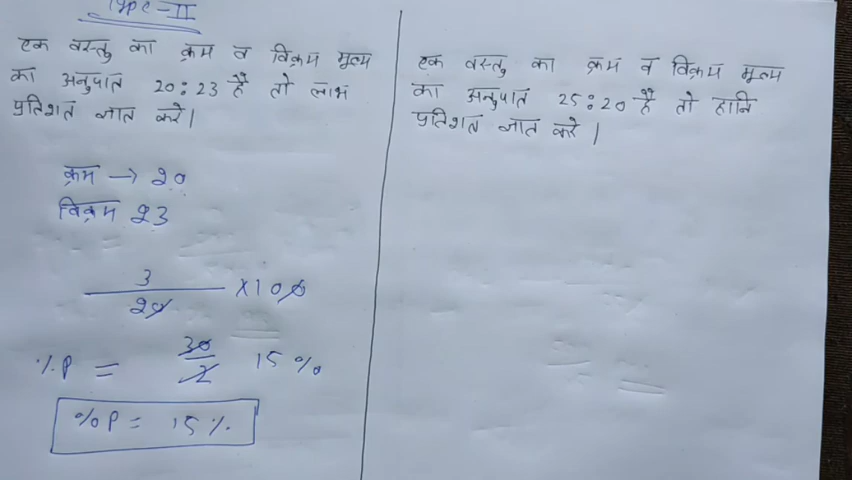 Type-II
एक वस्तु का क्रय व विक्रय मूल्य
का अनुपात 20:23 है तो लाभ
प्रतिशत ज्ञात करे।
क्रय → 20
विक्रय 23
3
20 ×100
%P = 30
2 15%
%P = 15%
एक वस्तु का क्रय व विक्रय मूल्य
का अनुपात 25:20 है तो हानि
प्रतिशत ज्ञात करे।